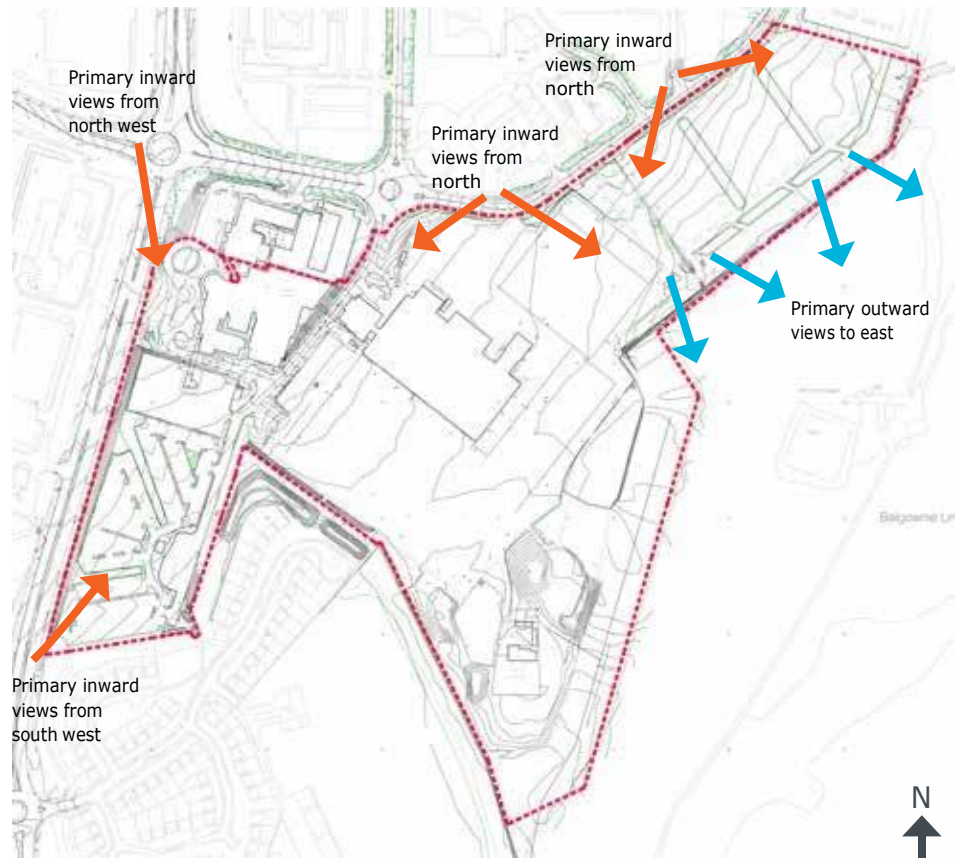 Primary inward
views from
north
Primary inward
views from
north west
Primary inward
views from
north
Primary outward
views to east
Primary inward
views from
south west
N